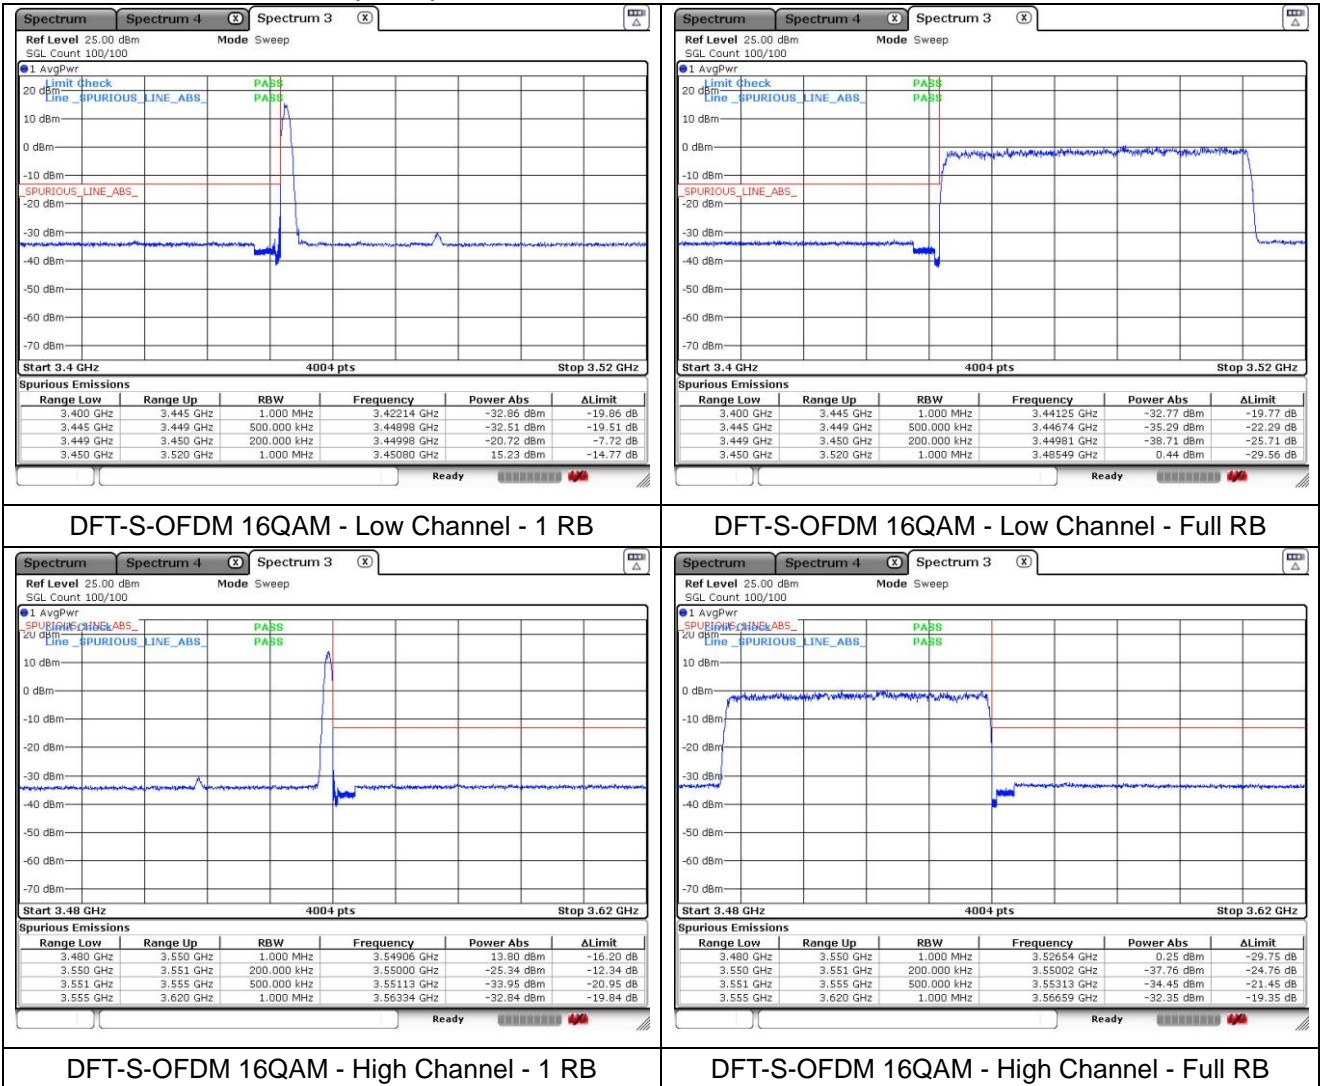 Spectrum Spectrum 4 X Spectrum 3 X
Ref Level 25.00 dBm Mode Sweep
SGL Count 100/100
1 AvgPwr
Limit Check PASS
20 dBm
Line _SPURIOUS_LINE_ABS_ PASS
10 dBm
0 dBm
-10 dBm
_SPURIOUS_LINE_ABS_
-20 dBm
-30 dBm
-40 dBm
-50 dBm
-60 dBm
-70 dBm
Start 3.4 GHz 4004 pts Stop 3.52 GHz
Spurious Emissions
Range Low Range Up RBW Frequency Power Abs ΔLimit
3.400 GHz 3.445 GHz 1.000 MHz 3.42214 GHz -32.86 dBm -19.86 dB
3.445 GHz 3.449 GHz 500.000 kHz 3.44898 GHz -32.51 dBm -19.51 dB
3.449 GHz 3.450 GHz 200.000 kHz 3.44998 GHz -20.72 dBm -7.72 dB
3.450 GHz 3.520 GHz 1.000 MHz 3.45080 GHz 15.23 dBm -14.77 dB
Ready
DFT-S-OFDM 16QAM - Low Channel - 1 RB
Spectrum Spectrum 4 X Spectrum 3 X
Ref Level 25.00 dBm Mode Sweep
SGL Count 100/100
1 AvgPwr
Limit Check PASS
20 dBm
Line _SPURIOUS_LINE_ABS_ PASS
10 dBm
0 dBm
-10 dBm
_SPURIOUS_LINE_ABS_
-20 dBm
-30 dBm
-40 dBm
-50 dBm
-60 dBm
-70 dBm
Start 3.4 GHz 4004 pts Stop 3.52 GHz
Spurious Emissions
Range Low Range Up RBW Frequency Power Abs ΔLimit
3.400 GHz 3.445 GHz 1.000 MHz 3.44125 GHz -32.77 dBm -19.77 dB
3.445 GHz 3.449 GHz 500.000 kHz 3.44674 GHz -35.29 dBm -22.29 dB
3.449 GHz 3.450 GHz 200.000 kHz 3.44981 GHz -38.71 dBm -25.71 dB
3.450 GHz 3.520 GHz 1.000 MHz 3.48549 GHz 0.44 dBm -29.56 dB
Ready
DFT-S-OFDM 16QAM - Low Channel - Full RB
Spectrum Spectrum 4 X Spectrum 3 X
Ref Level 25.00 dBm Mode Sweep
SGL Count 100/100
1 AvgPwr
_SPURIOUS_LINE_ABS_
Limit Check PASS
20 dBm
Line _SPURIOUS_LINE_ABS_ PASS
10 dBm
0 dBm
-10 dBm
-20 dBm
-30 dBm
-40 dBm
-50 dBm
-60 dBm
-70 dBm
Start 3.48 GHz 4004 pts Stop 3.62 GHz
Spurious Emissions
Range Low Range Up RBW Frequency Power Abs ΔLimit
3.480 GHz 3.550 GHz 1.000 MHz 3.54906 GHz 13.80 dBm -16.20 dB
3.550 GHz 3.551 GHz 200.000 kHz 3.55000 GHz -25.34 dBm -12.34 dB
3.551 GHz 3.555 GHz 500.000 kHz 3.55113 GHz -33.95 dBm -20.95 dB
3.555 GHz 3.620 GHz 1.000 MHz 3.56334 GHz -32.84 dBm -19.84 dB
Ready
DFT-S-OFDM 16QAM - High Channel - 1 RB
Spectrum Spectrum 4 X Spectrum 3 X
Ref Level 25.00 dBm Mode Sweep
SGL Count 100/100
1 AvgPwr
_SPURIOUS_LINE_ABS_
Limit Check PASS
20 dBm
Line _SPURIOUS_LINE_ABS_ PASS
10 dBm
0 dBm
-10 dBm
-20 dBm
-30 dBm
-40 dBm
-50 dBm
-60 dBm
-70 dBm
Start 3.48 GHz 4004 pts Stop 3.62 GHz
Spurious Emissions
Range Low Range Up RBW Frequency Power Abs ΔLimit
3.480 GHz 3.550 GHz 1.000 MHz 3.52654 GHz 0.25 dBm -29.75 dB
3.550 GHz 3.551 GHz 200.000 kHz 3.55002 GHz -37.76 dBm -24.76 dB
3.551 GHz 3.555 GHz 500.000 kHz 3.55313 GHz -34.45 dBm -21.45 dB
3.555 GHz 3.620 GHz 1.000 MHz 3.56659 GHz -32.35 dBm -19.35 dB
Ready
DFT-S-OFDM 16QAM - High Channel - Full RB